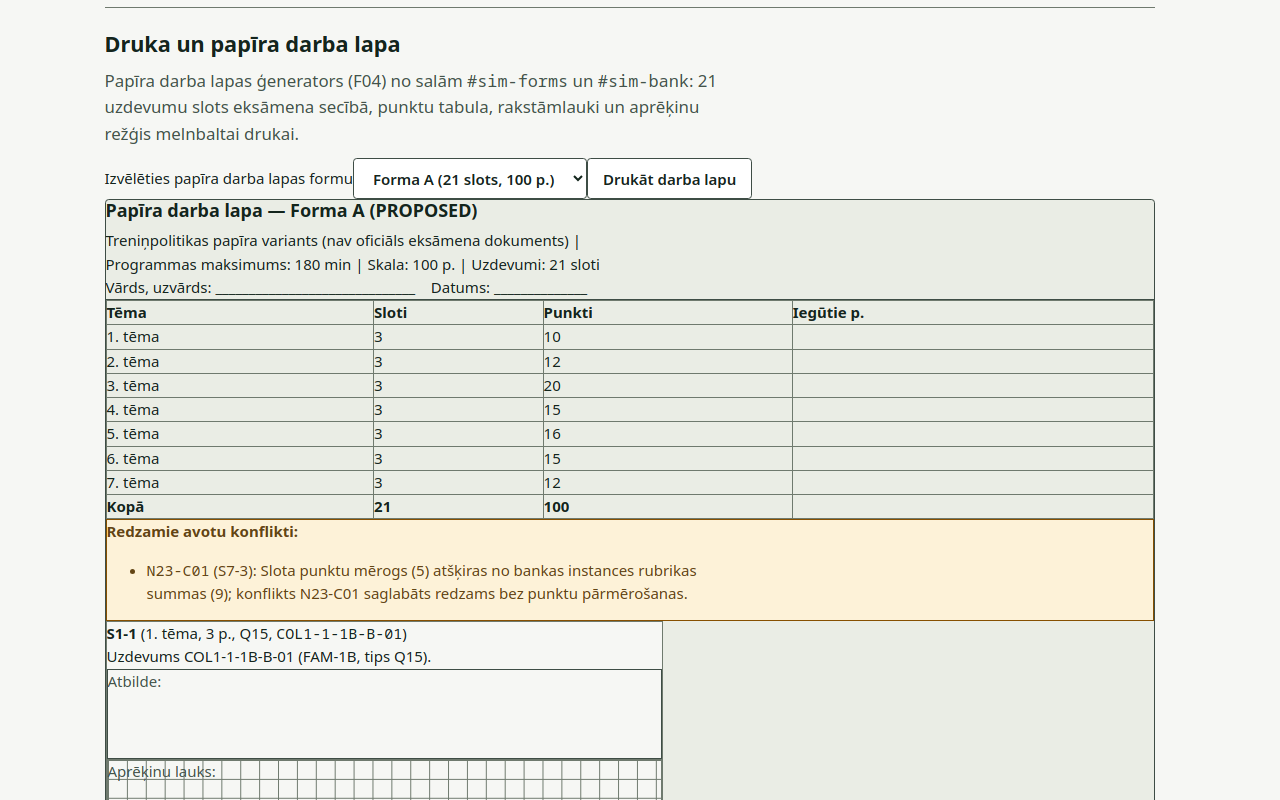 Druka un papīra darba lapa
Papīra darba lapas ģenerators (F04) no salām #sim-forms un #sim-bank: 21
uzdevumu slots eksāmena secībā, punktu tabula, rakstāmlauki un aprēķinu
režģis melnbaltai drukai.
Izvēlēties papīra darba lapas formu Forma A (21 slots, 100 p.) Drukāt darba lapu
Papīra darba lapa — Forma A (PROPOSED)
Treniņpolitikas papīra variants (nav oficiāls eksāmena dokuments) |
Programmas maksimums: 180 min | Skala: 100 p. | Uzdevumi: 21 sloti
Vārds, uzvārds: ____________________________ Datums: _____________
Tēma Sloti Punkti Iegūtie p.
1. tēma 3 10
2. tēma 3 12
3. tēma 3 20
4. tēma 3 15
5. tēma 3 16
6. tēma 3 15
7. tēma 3 12
Kopā 21 100
Redzamie avotu konflikti:
• N23-C01 (S7-3): Slota punktu mērogs (5) atšķiras no bankas instances rubrikas
summas (9); konflikts N23-C01 saglabāts redzams bez punktu pārmērošanas.
S1-1 (1. tēma, 3 p., Q15, COL1-1-1B-B-01)
Uzdevums COL1-1-1B-B-01 (FAM-1B, tips Q15).
Atbilde:
Aprēķinu lauks: